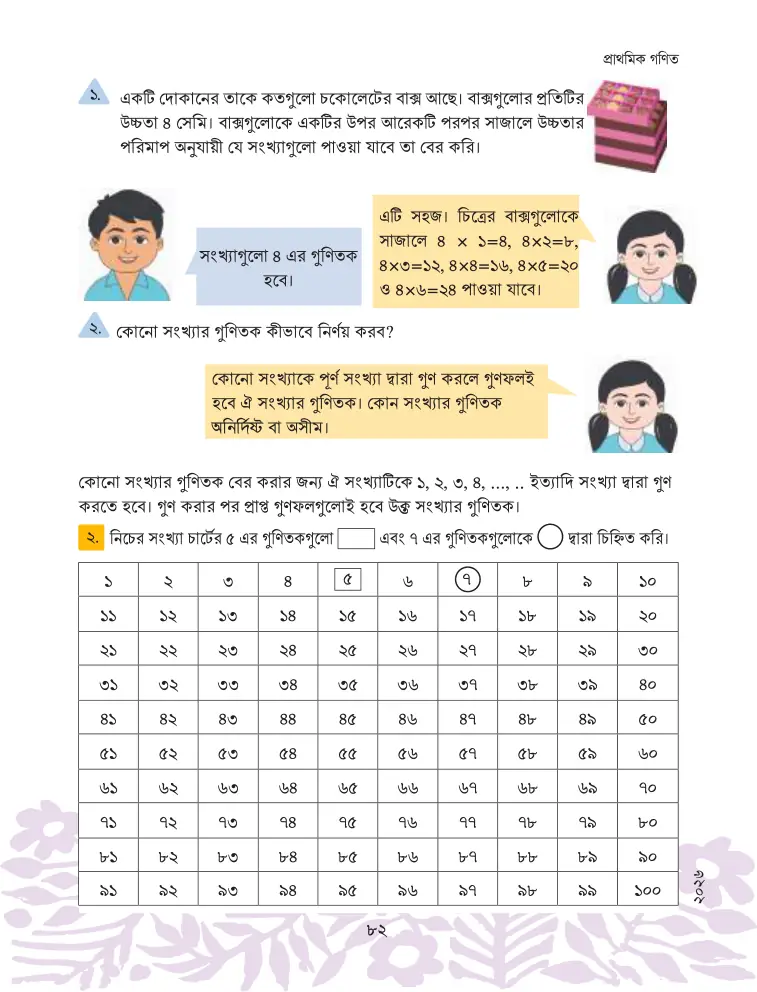 প্রাথমিক গণিত
১. একটি দোকানের তাকে কতগুলো চকোলেটের বাক্স আছে। বাক্সগুলোর প্রতিটির
উচ্চতা ৪ সেমি। বাক্সগুলোকে একটির উপর আরেকটি পরপর সাজালে উচ্চতার
পরিমাপ অনুযায়ী যে সংখ্যাগুলো পাওয়া যাবে তা বের করি।
সংখ্যাগুলো ৪ এর গুণিতক
হবে।
এটি সহজ। চিত্রের বাক্সগুলোকে
সাজালে ৪ × ১=৪, ৪×২=৮,
৪×৩=১২, ৪×৪=১৬, ৪×৫=২০
ও ৪×৬=২৪ পাওয়া যাবে।
২. কোনো সংখ্যার গুণিতক কীভাবে নির্ণয় করব?
কোনো সংখ্যাকে পূর্ণ সংখ্যা দ্বারা গুণ করলে গুণফলই
হবে ঐ সংখ্যার গুণিতক। কোন সংখ্যার গুণিতক
অনির্দিষ্ট বা অসীম।
কোনো সংখ্যার গুণিতক বের করার জন্য ঐ সংখ্যাটিকে ১, ২, ৩, ৪, ..., .. ইত্যাদি সংখ্যা দ্বারা গুণ
করতে হবে। গুণ করার পর প্রাপ্ত গুণফলগুলোই হবে উক্ত সংখ্যার গুণিতক।
২. নিচের সংখ্যা চার্টের ৫ এর গুণিতকগুলো এবং ৭ এর গুণিতকগুলোকে দ্বারা চিহ্নিত করি।
১ ২ ৩ ৪ ৫ ৬ ৭ ৮ ৯ ১০
১১ ১২ ১৩ ১৪ ১৫ ১৬ ১৭ ১৮ ১৯ ২০
২১ ২২ ২৩ ২৪ ২৫ ২৬ ২৭ ২৮ ২৯ ৩০
৩১ ৩২ ৩৩ ৩৪ ৩৫ ৩৬ ৩৭ ৩৮ ৩৯ ৪০
৪১ ৪২ ৪৩ ৪৪ ৪৫ ৪৬ ৪৭ ৪৮ ৪৯ ৫০
৫১ ৫২ ৫৩ ৫৪ ৫৫ ৫৬ ৫৭ ৫৮ ৫৯ ৬০
৬১ ৬২ ৬৩ ৬৪ ৬৫ ৬৬ ৬৭ ৬৮ ৬৯ ৭০
৭১ ৭২ ৭৩ ৭৪ ৭৫ ৭৬ ৭৭ ৭৮ ৭৯ ৮০
৮১ ৮২ ৮৩ ৮৪ ৮৫ ৮৬ ৮৭ ৮৮ ৮৯ ৯০
৯১ ৯২ ৯৩ ৯৪ ৯৫ ৯৬ ৯৭ ৯৮ ৯৯ ১০০
২০২৬
৮২